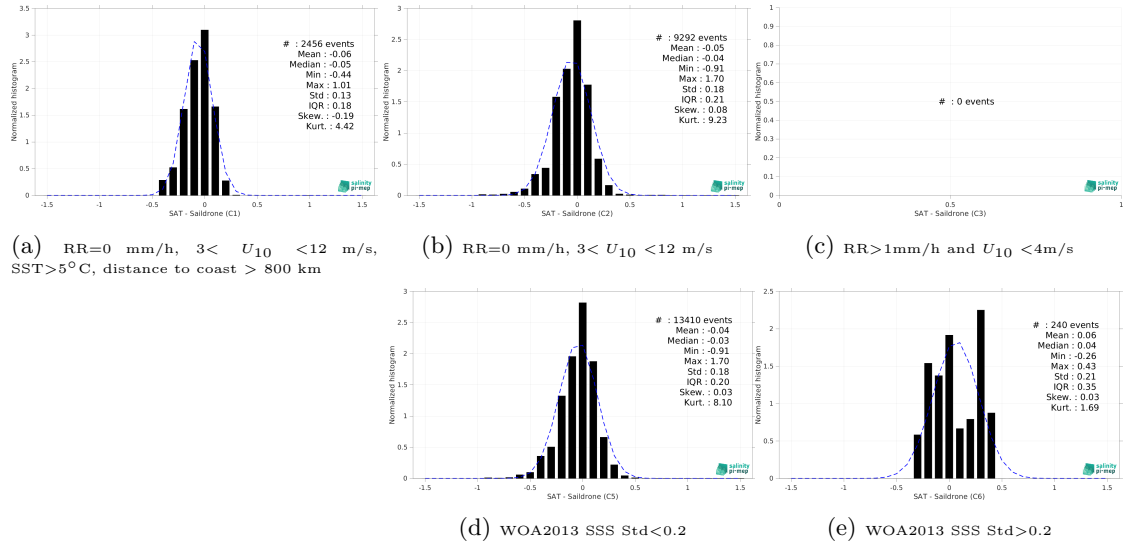 3.5
3
2.5
2
1.5
1
0.5
0
-1.5 -1 -0.5 0 0.5 1 1.5
Normalized histogram
SAT - Saildrone (C1)
# : 2456 events
Mean : -0.06
Median : -0.05
Min : -0.44
Max : 1.01
Std : 0.13
IQR : 0.18
Skew. : -0.19
Kurt. : 4.42
salinity
pi-mep
(a) RR=0 mm/h, 3< U10 <12 m/s,
SST>5°C, distance to coast > 800 km
3
2.5
2
1.5
1
0.5
0
-1.5 -1 -0.5 0 0.5 1 1.5
Normalized histogram
SAT - Saildrone (C2)
# : 9292 events
Mean : -0.05
Median : -0.04
Min : -0.91
Max : 1.70
Std : 0.18
IQR : 0.21
Skew. : 0.08
Kurt. : 9.23
salinity
pi-mep
(b) RR=0 mm/h, 3< U10 <12 m/s
1
0.9
0.8
0.7
0.6
0.5
0.4
0.3
0.2
0.1
0
0 0.5 1
Normalized histogram
SAT - Saildrone (C3)
# : 0 events
salinity
pi-mep
(c) RR>1mm/h and U10 <4m/s
3
2.5
2
1.5
1
0.5
0
-1.5 -1 -0.5 0 0.5 1 1.5
Normalized histogram
SAT - Saildrone (C5)
# : 13410 events
Mean : -0.04
Median : -0.03
Min : -0.91
Max : 1.70
Std : 0.18
IQR : 0.20
Skew. : 0.03
Kurt. : 8.10
salinity
pi-mep
(d) WOA2013 SSS Std<0.2
2.5
2
1.5
1
0.5
0
-1.5 -1 -0.5 0 0.5 1 1.5
Normalized histogram
SAT - Saildrone (C6)
# : 240 events
Mean : 0.06
Median : 0.04
Min : -0.26
Max : 0.43
Std : 0.21
IQR : 0.35
Skew. : 0.03
Kurt. : 1.69
salinity
pi-mep
(e) WOA2013 SSS Std>0.2